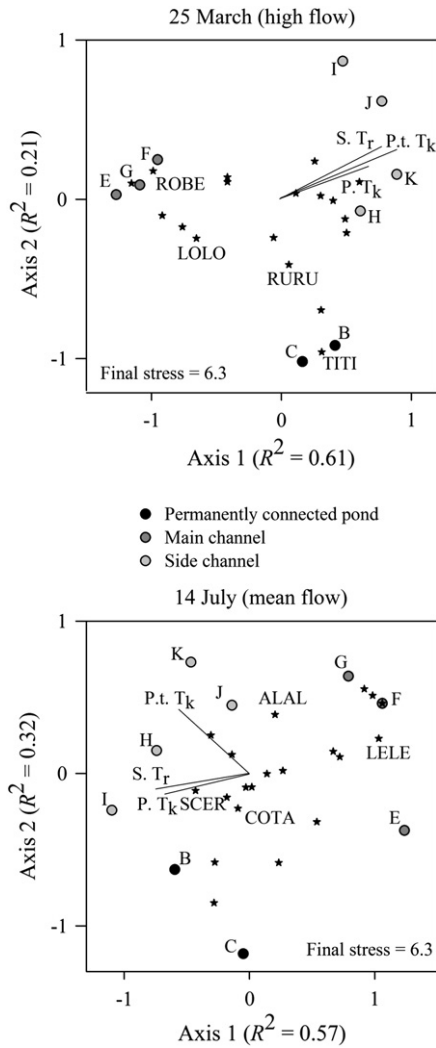 25 March (high flow)
1
0
-1
Axis 2 (R² = 0.21)
I
J
S. Tr
P.t. Tk
F
G
E
ROBE
P. Tk
K
H
LOLO
RURU
B
C
TITI
Final stress = 6.3
-1
0
1
Axis 1 (R² = 0.61)
Permanently connected pond
Main channel
Side channel
14 July (mean flow)
1
0
-1
Axis 2 (R² = 0.32)
K
G
P.t. Tk
J
ALAL
F
H
LELE
S. Tr
I
P. Tk
SCER
COTA
E
B
C
Final stress = 6.3
-1
0
1
Axis 1 (R² = 0.57)